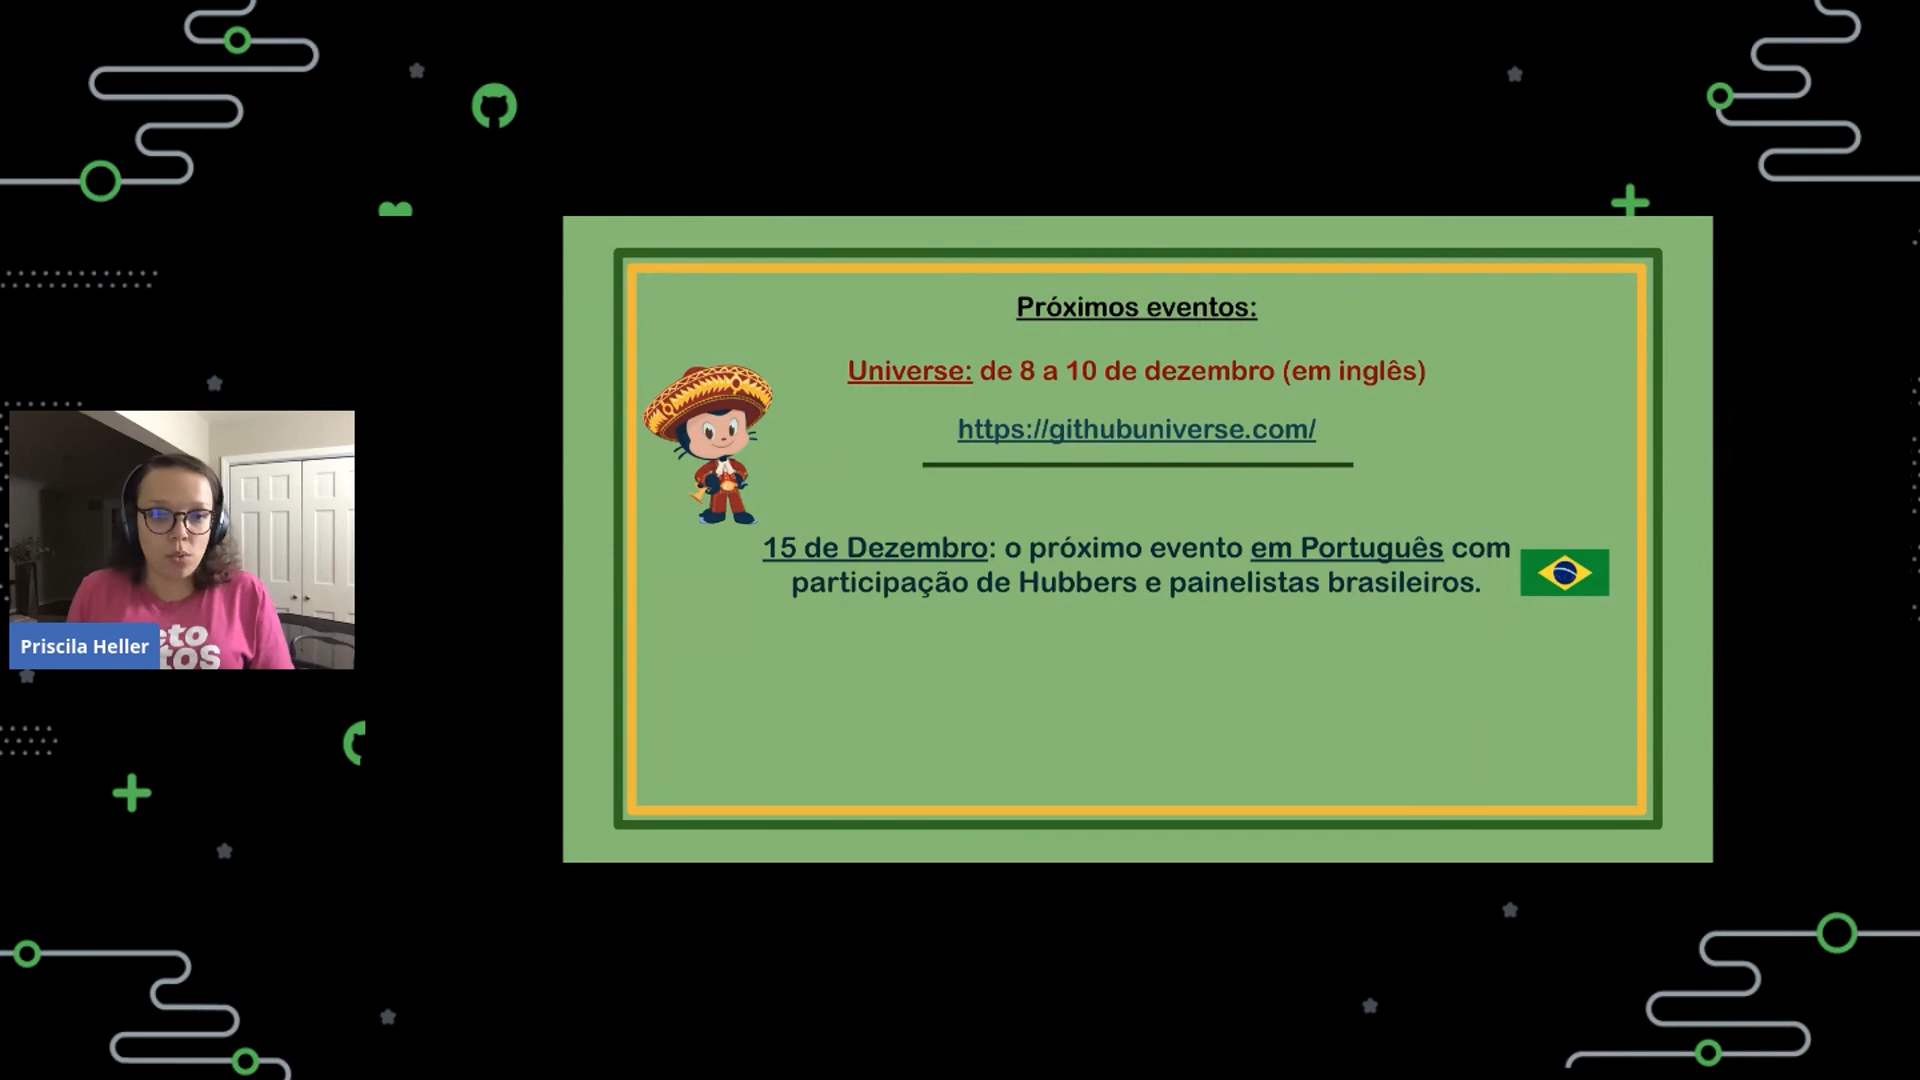 Próximos eventos:
Universe: de 8 a 10 de dezembro (em inglês)
https://githubuniverse.com/
15 de Dezembro: o próximo evento em Português com
participação de Hubbers e painelistas brasileiros.
Priscila Heller